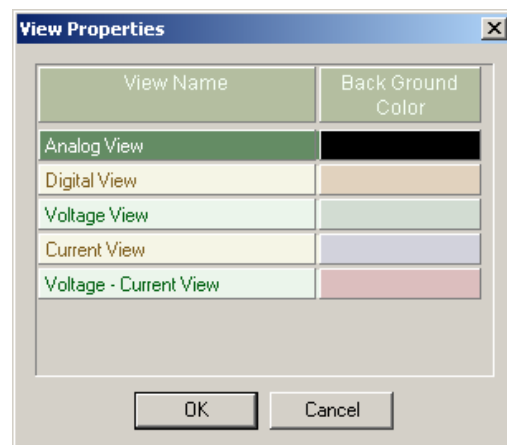 View Properties
View Name
Back Ground
Color
Analog View
Digital View
Voltage View
Current View
Voltage - Current View
OK
Cancel